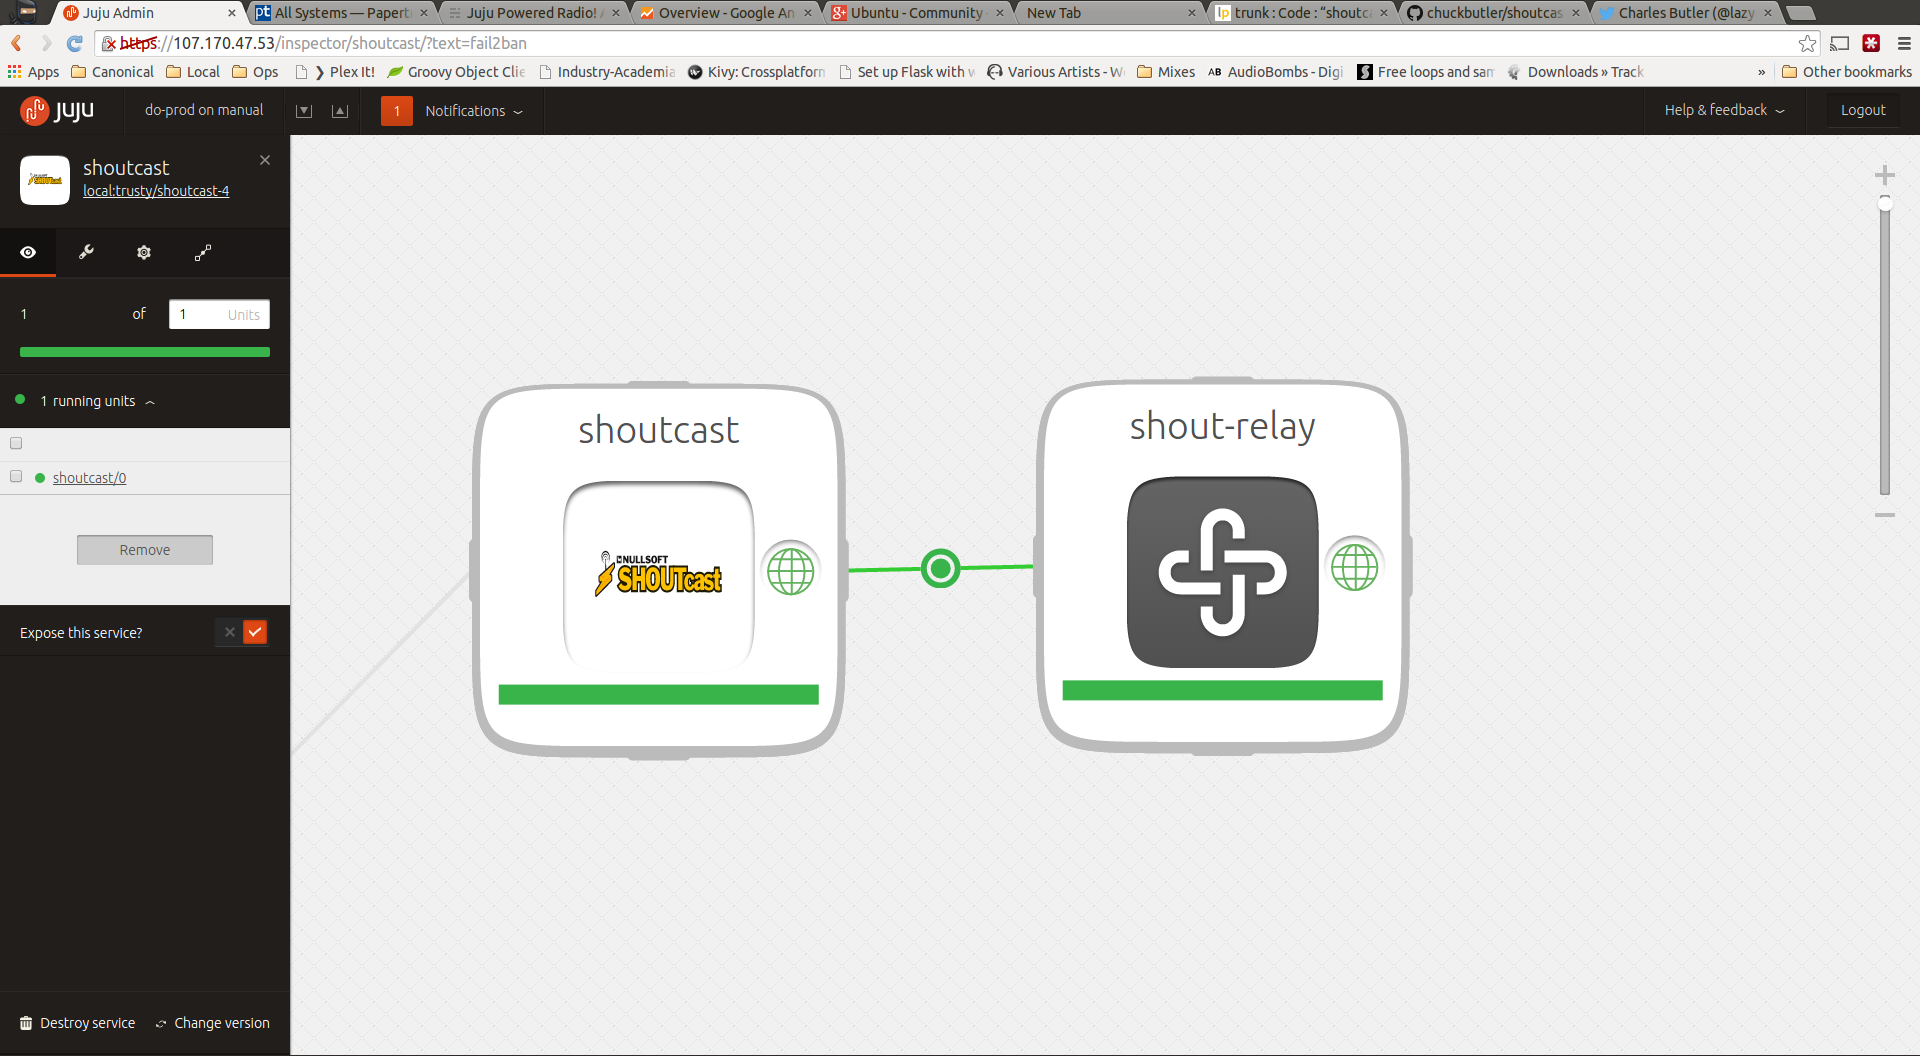 Juju Admin
All Systems — Papert
Juju Powered Radio!
Overview - Google An
Ubuntu - Community
New Tab
trunk : Code : “shoutc
chuckbutler/shoutcas
Charles Butler (@lazy
https://107.170.47.53/inspector/shoutcast/?text=fail2ban
Apps
Canonical
Local
Ops
❯ Plex It!
Groovy Object Clie
Industry-Academia
Kivy: Crossplatform
Set up Flask with
Various Artists - W
Mixes
AB
AudioBombs - Digi
Free loops and sam
Downloads » Track
»
Other bookmarks
juju
do-prod on manual
1
Notifications
Help & feedback
Logout
shoutcast
local:trusty/shoutcast-4
1 of 1 Units
1 running units
shoutcast/0
Remove
Expose this service?
Destroy service
Change version
shoutcast
NULLSOFT
SHOUTcast
shout-relay